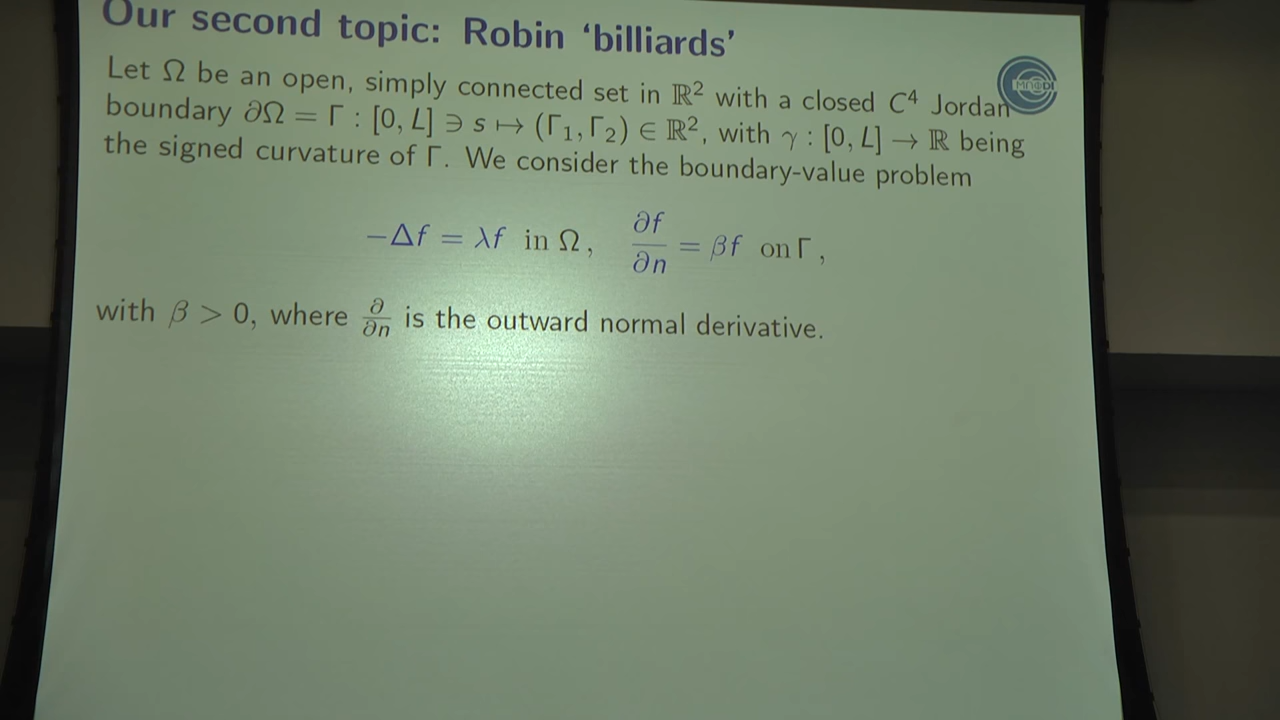 Our second topic: Robin ‘billiards’
Let Ω be an open, simply connected set in ℝ² with a closed C⁴ Jordan
boundary ∂Ω = Γ : [0, L] ∋ s ↦ (Γ₁, Γ₂) ∈ ℝ², with γ : [0, L] → ℝ being
the signed curvature of Γ. We consider the boundary-value problem
−Δf = λf in Ω, ∂f/∂n = βf on Γ,
with β > 0, where ∂/∂n is the outward normal derivative.